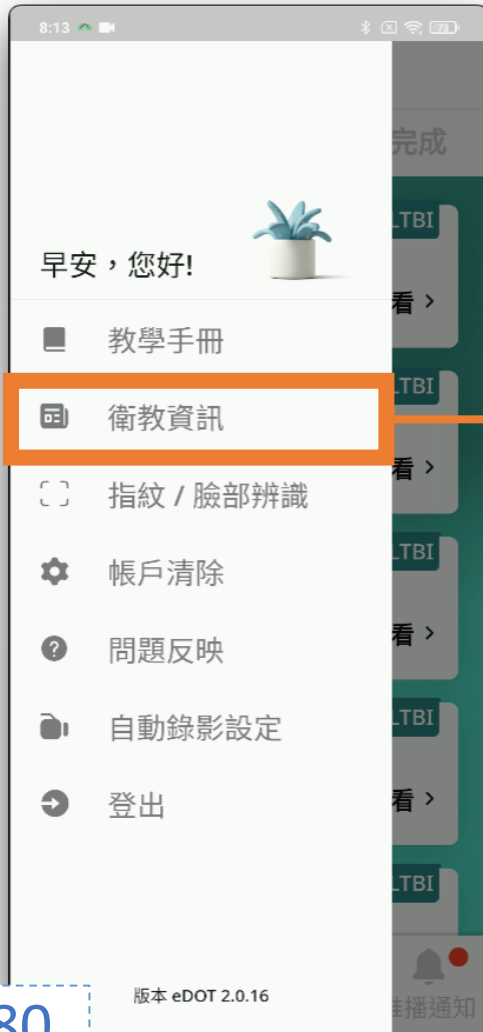 8:13
73
完成
LTBI
早安，您好!
看 >
教學手冊
LTBI
衛教資訊
看 >
指紋 / 臉部辨識
LTBI
帳戶清除
看 >
問題反映
LTBI
自動錄影設定
看 >
登出
LTBI
版本 eDOT 2.0.16
推播通知
80